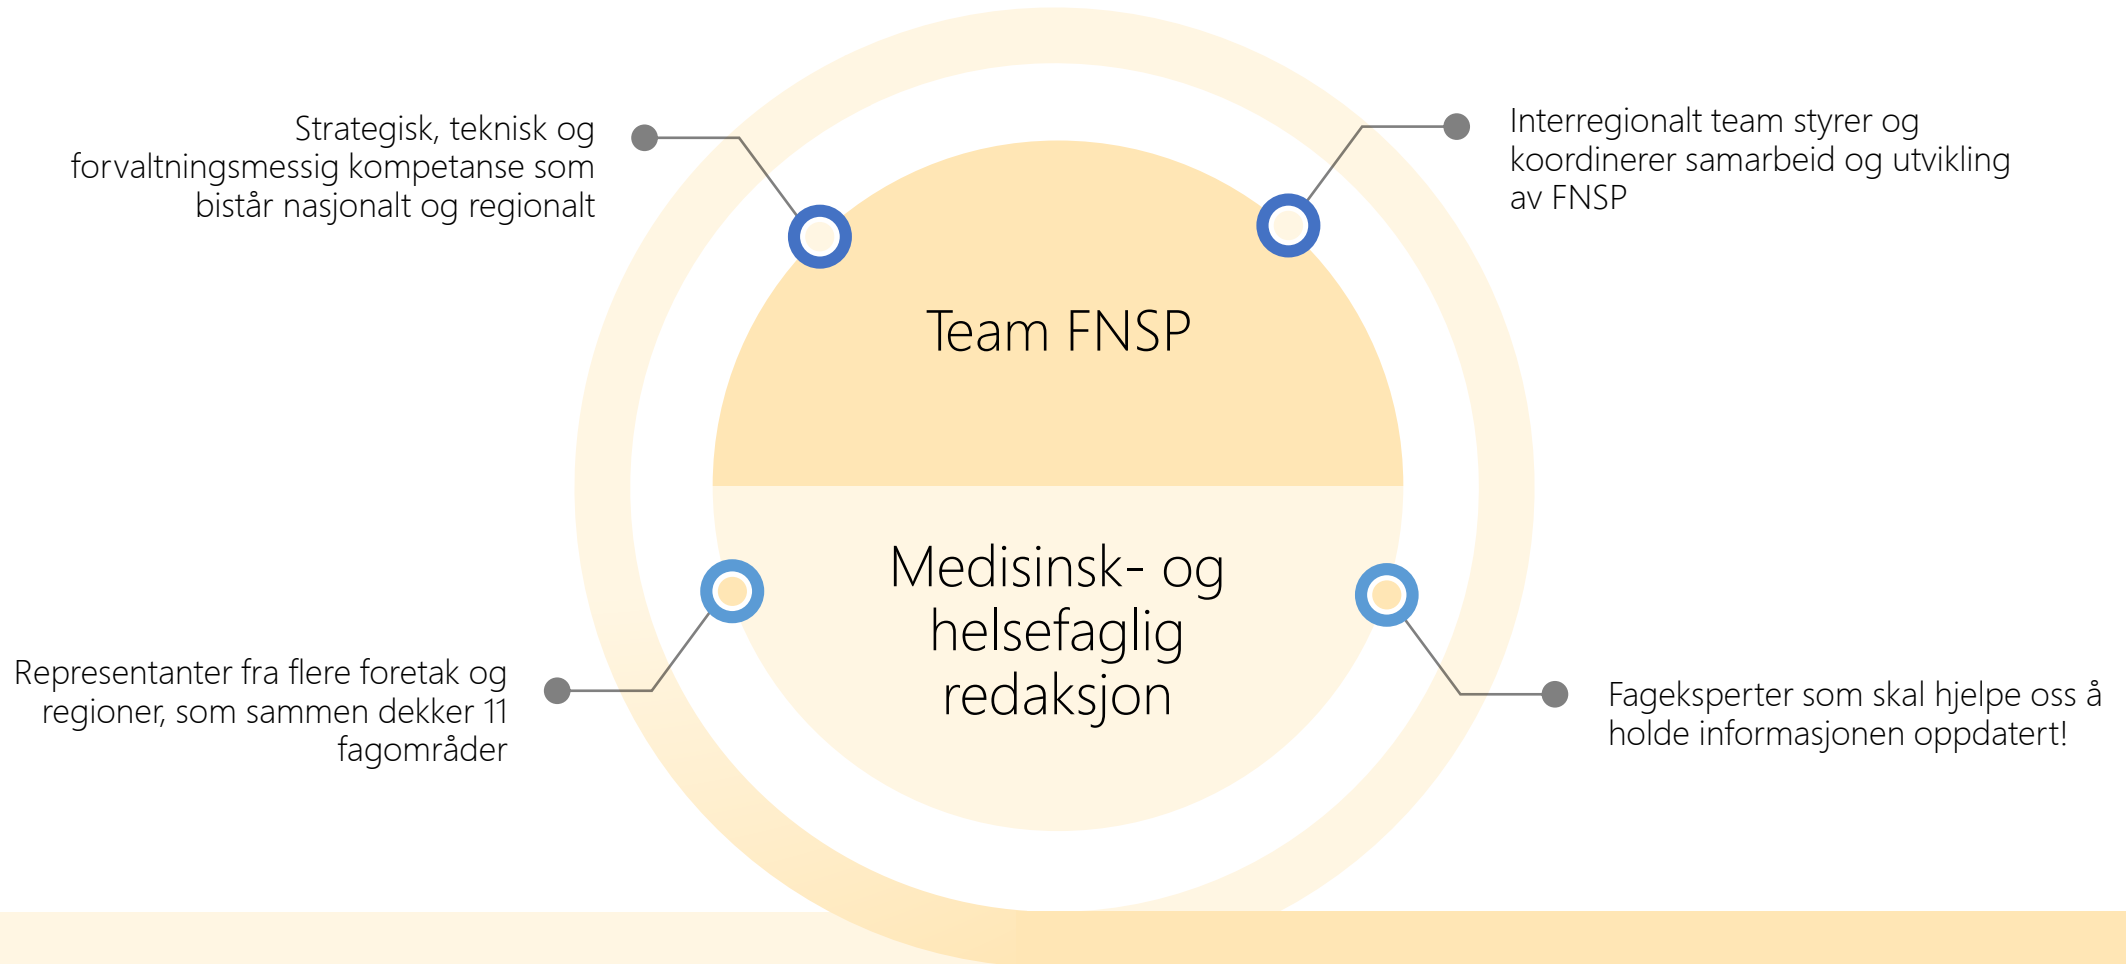 Strategisk, teknisk og
forvaltningsmessig kompetanse som
bistår nasjonalt og regionalt
Interregionalt team styrer og
koordinerer samarbeid og utvikling
av FNSP
Team FNSP
Medisinsk- og
helsefaglig
redaksjon
Representanter fra flere foretak og
regioner, som sammen dekker 11
fagområder
Fageksperter som skal hjelpe oss å
holde informasjonen oppdatert!